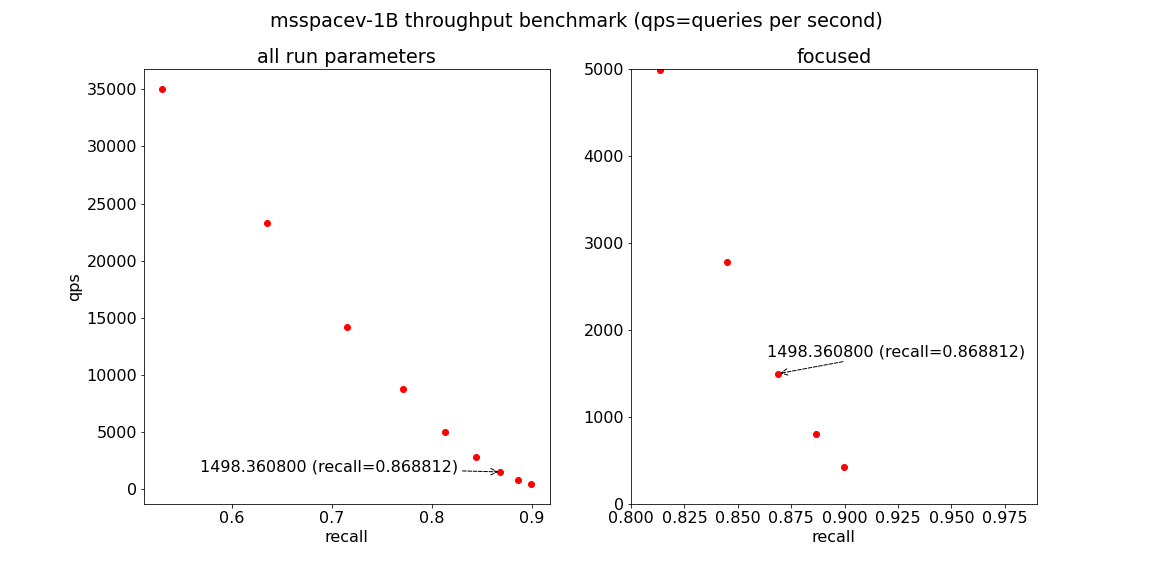 msspacev-1B throughput benchmark (qps=queries per second)
all run parameters
35000
30000
25000
20000
15000
10000
5000
0
qps
1498.360800 (recall=0.868812)
0.6 0.7 0.8 0.9
recall
focused
5000
4000
3000
2000
1000
0
1498.360800 (recall=0.868812)
0.800 0.825 0.850 0.875 0.900 0.925 0.950 0.975
recall